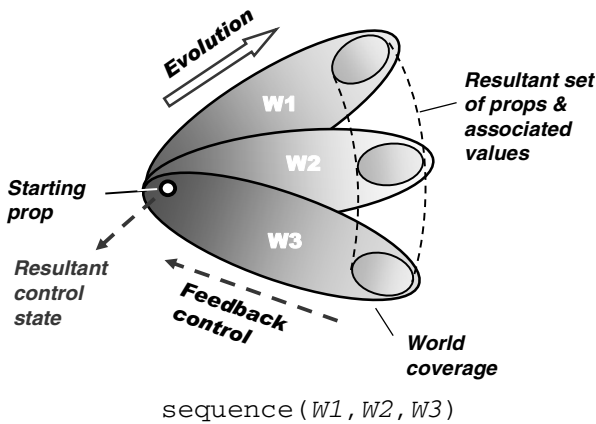 Evolution
W1
Resultant set
of props &
associated
values
W2
Starting
prop
W3
Resultant
control
state
Feedback
control
World
coverage
sequence(W1,W2,W3)